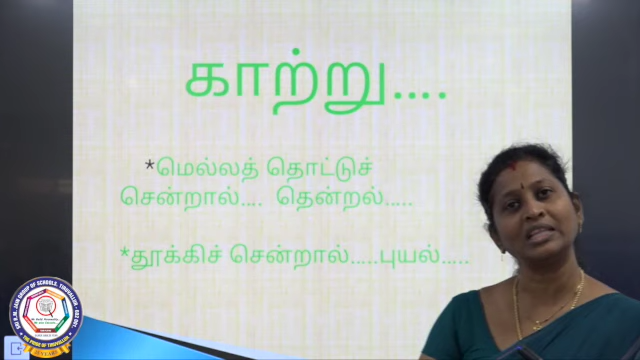 காற்று....
*மெல்லத் தொட்டுச்
சென்றால்.... தென்றல்.....
*தூக்கிச் சென்றால்.....புயல்.....